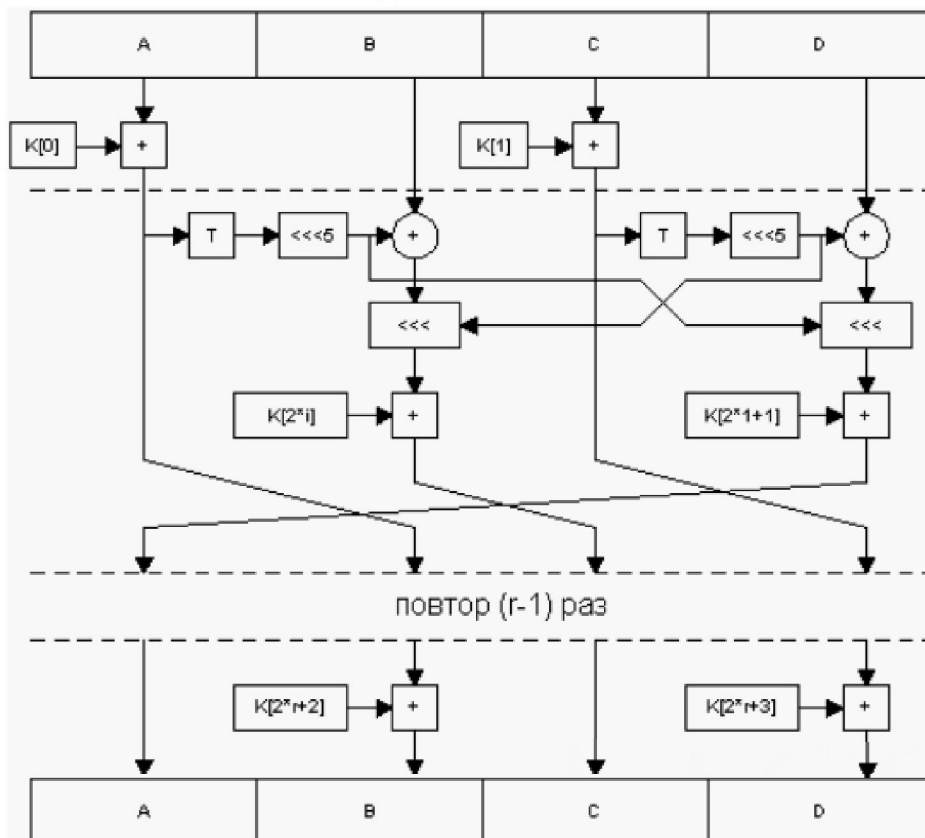 A B C D
K[0] + K[1] +
T <<<5 + T <<<5 +
<<< <<<
K[2*i] + K[2*1+1] +
повтор (r-1) раз
K[2*r+2] + K[2*r+3] +
A B C D